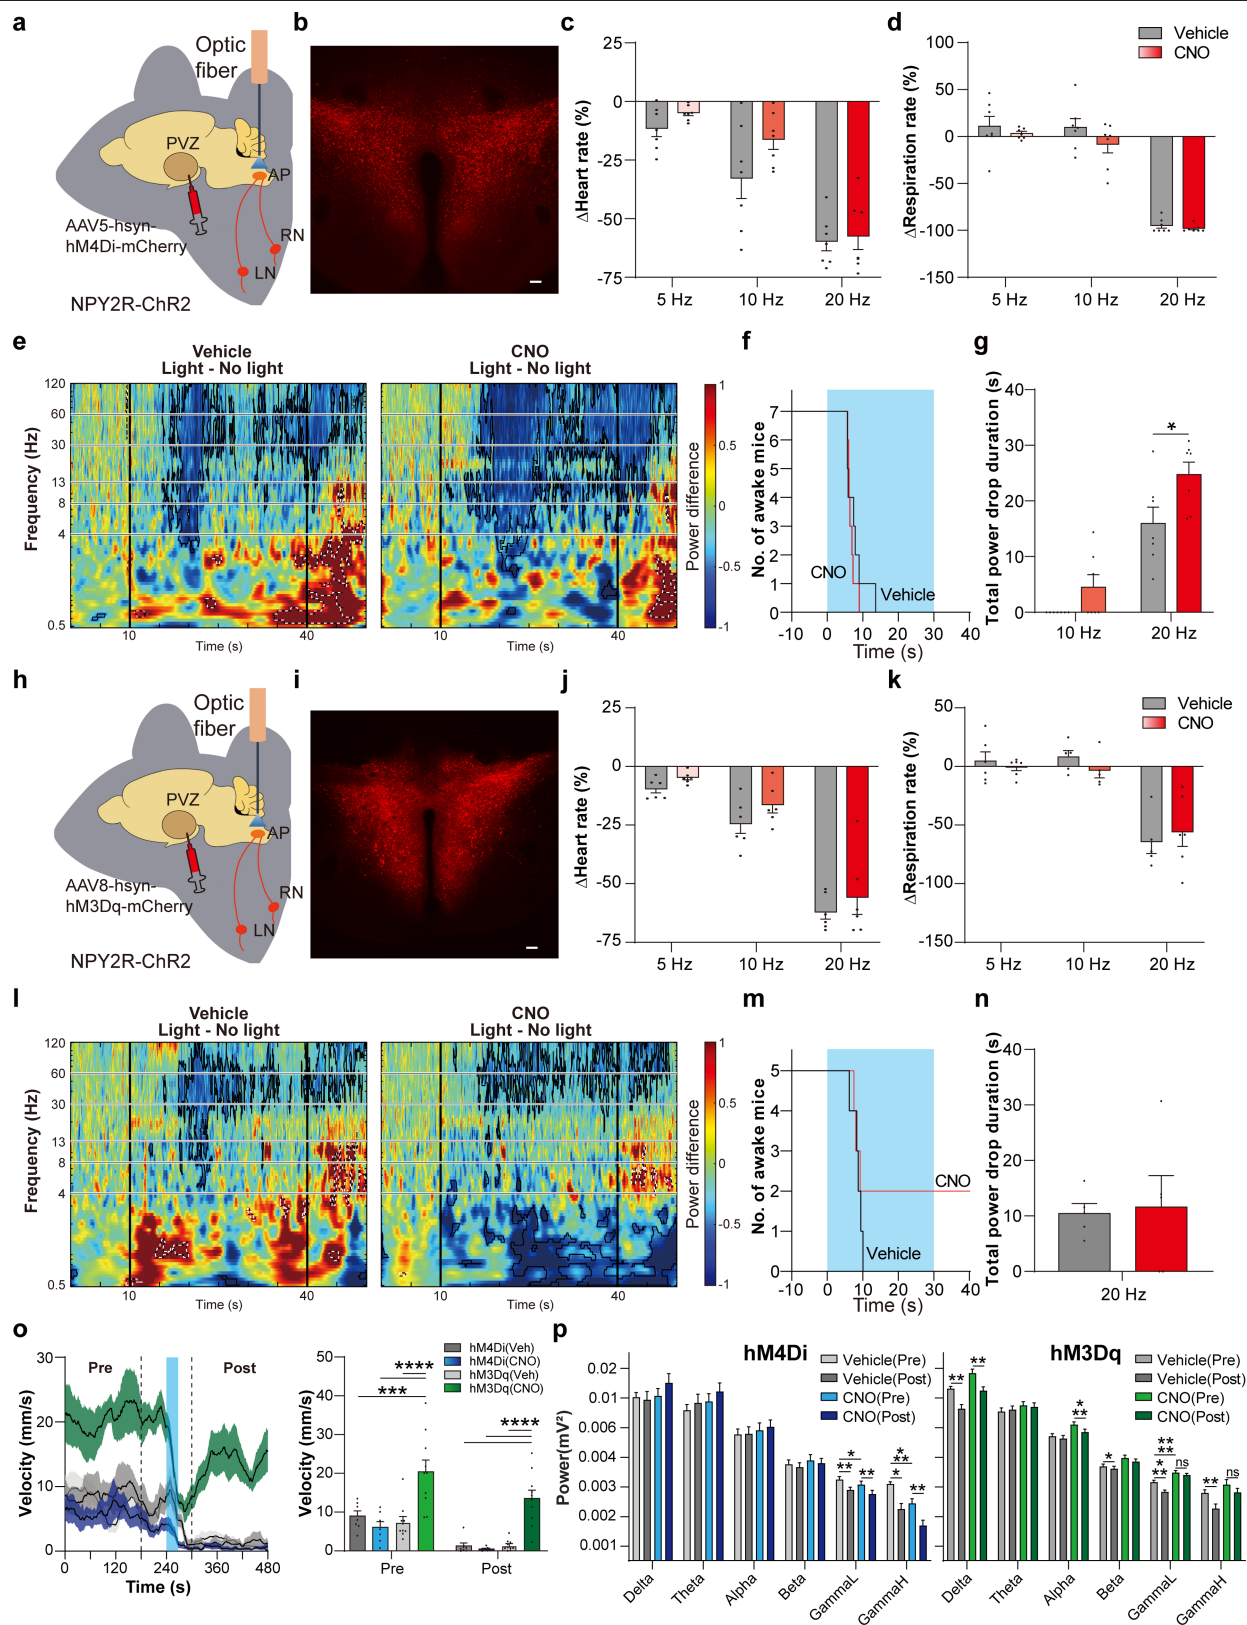 a
Optic
fiber
PVZ
AP
AAV5-hsyn-
hM4Di-mCherry
RN
LN
NPY2R-ChR2
b
c
ΔHeart rate (%)
25
0
-25
-50
-75
5 Hz
10 Hz
20 Hz
d
Vehicle
CNO
ΔRespiration rate (%)
100
50
0
-50
-100
-150
5 Hz
10 Hz
20 Hz
e
Vehicle
Light - No light
CNO
Light - No light
Frequency (Hz)
120
60
30
13
8
4
0.5
10
40
Time (s)
10
40
Time (s)
1
0.5
0
-0.5
-1
Power difference
f
No. of awake mice
7
6
5
4
3
2
1
0
CNO
Vehicle
-10
0
10
20
30
40
Time (s)
g
Total power drop duration (s)
40
30
20
10
0
*
10 Hz
20 Hz
h
Optic
fiber
PVZ
AP
AAV8-hsyn-
hM3Dq-mCherry
RN
LN
NPY2R-ChR2
i
j
ΔHeart rate (%)
25
0
-25
-50
-75
5 Hz
10 Hz
20 Hz
k
Vehicle
CNO
ΔRespiration rate (%)
50
0
-50
-100
-150
5 Hz
10 Hz
20 Hz
l
Vehicle
Light - No light
CNO
Light - No light
Frequency (Hz)
120
60
30
13
8
4
0.5
10
40
Time (s)
10
40
Time (s)
1
0.5
0
-0.5
-1
Power difference
m
No. of awake mice
5
4
3
2
1
0
CNO
Vehicle
-10
0
10
20
30
40
Time (s)
n
Total power drop duration (s)
40
30
20
10
0
20 Hz
o
Velocity (mm/s)
30
20
10
0
Pre
Post
0
120
240
360
480
Time (s)
Velocity (mm/s)
50
40
30
20
10
0
hM4Di(Veh)
hM4Di(CNO)
hM3Dq(Veh)
hM3Dq(CNO)
****
***
****
Pre
Post
p
hM4Di
Vehicle(Pre)
Vehicle(Post)
CNO(Pre)
CNO(Post)
Power(mV²)
0.02
0.01
0.006
0.004
0.003
0.002
0.001
*
**
**
*
**
*
**
Delta
Theta
Alpha
Beta
GammaL
GammaH
hM3Dq
Vehicle(Pre)
Vehicle(Post)
CNO(Pre)
CNO(Post)
**
**
*
**
*
**
**
*
**
ns
ns
**
Delta
Theta
Alpha
Beta
GammaL
GammaH